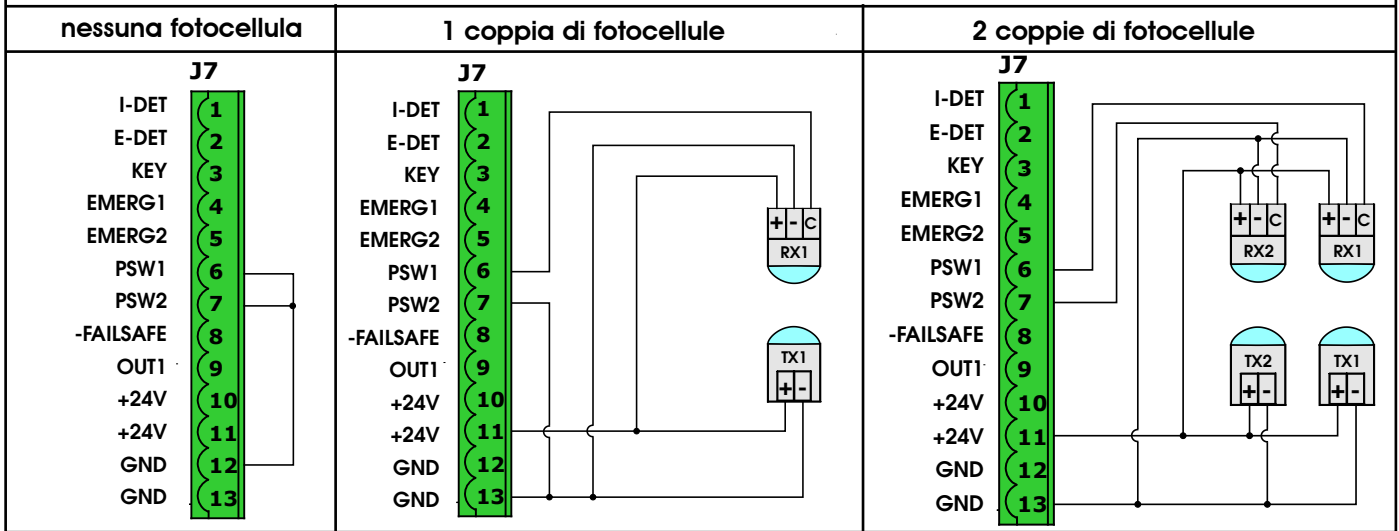 nessuna fotocellula
J7
I-DET 1
E-DET 2
KEY 3
EMERG1 4
EMERG2 5
PSW1 6
PSW2 7
-FAILSAFE 8
OUT1 9
+24V 10
+24V 11
GND 12
GND 13
1 coppia di fotocellule
J7
I-DET 1
E-DET 2
KEY 3
EMERG1 4
EMERG2 5
PSW1 6
PSW2 7
-FAILSAFE 8
OUT1 9
+24V 10
+24V 11
GND 12
GND 13
+ - C
RX1
TX1
+ -
2 coppie di fotocellule
J7
I-DET 1
E-DET 2
KEY 3
EMERG1 4
EMERG2 5
PSW1 6
PSW2 7
-FAILSAFE 8
OUT1 9
+24V 10
+24V 11
GND 12
GND 13
+ - C
RX2
+ - C
RX1
TX2
+ -
TX1
+ -